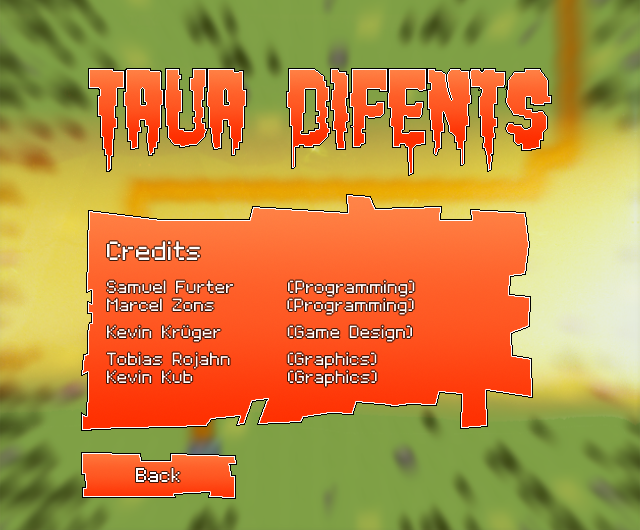 TAUA DIFENTS
Credits
Samuel Furter (Programming)
Marcel Zons (Programming)
Kevin Krüger (Game Design)
Tobias Rojahn (Graphics)
Kevin Kub (Graphics)
Back